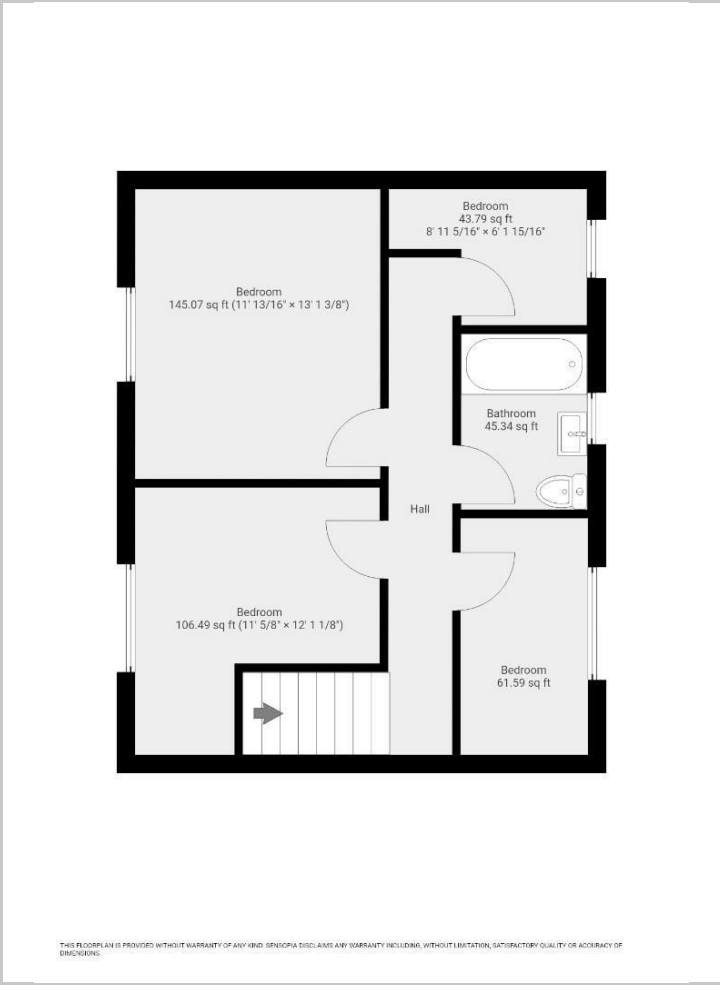 Bedroom
43.79 sq ft
8' 11 5/16" × 6' 1 15/16"
Bedroom
145.07 sq ft (11' 13/16" × 13' 1 3/8")
Bathroom
45.34 sq ft
Hall
Bedroom
106.49 sq ft (11' 5/8" × 12' 1 1/8")
Bedroom
61.59 sq ft
THIS FLOORPLAN IS PROVIDED WITHOUT WARRANTY OF ANY KIND. SENSOPIA DISCLAIMS ANY WARRANTY INCLUDING, WITHOUT LIMITATION, SATISFACTORY QUALITY OR ACCURACY OF
DIMENSIONS.